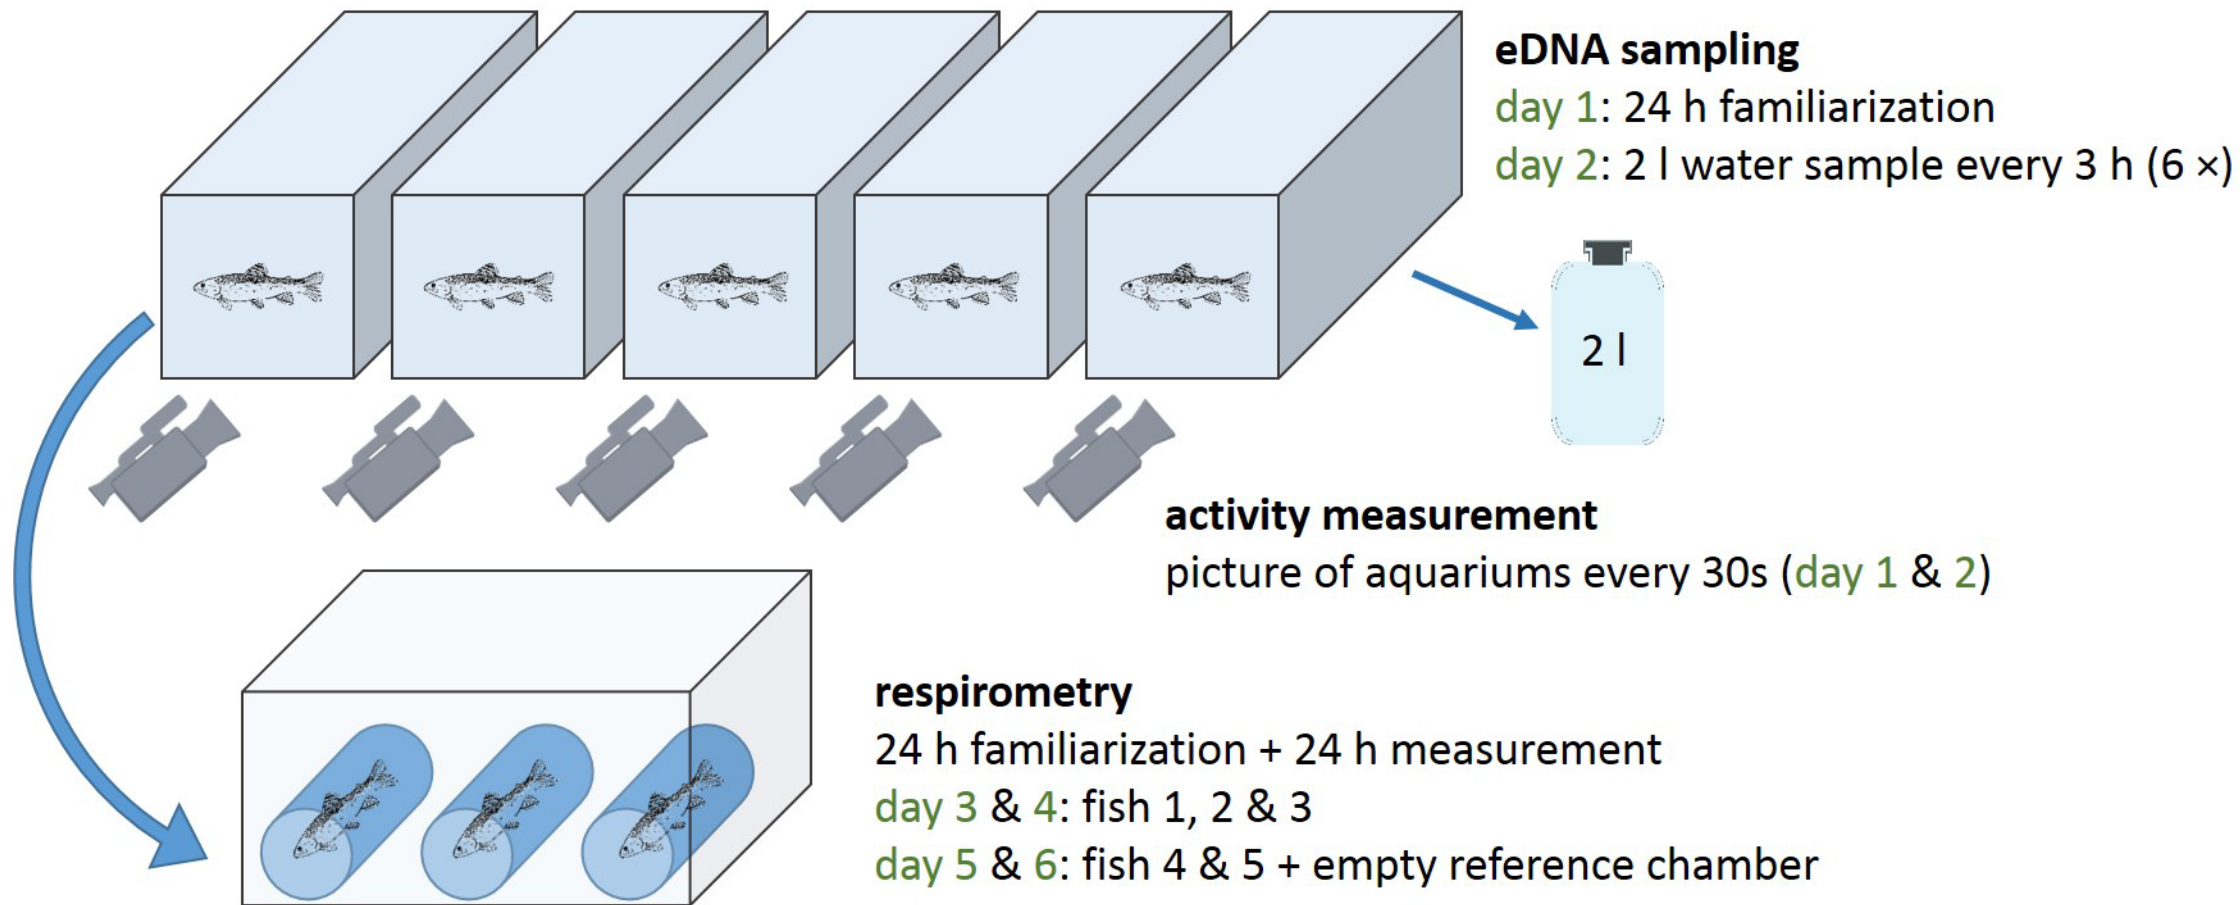 eDNA sampling
day 1: 24 h familiarization
day 2: 2 l water sample every 3 h (6 ×)
2 l
activity measurement
picture of aquariums every 30s (day 1 & 2)
respirometry
24 h familiarization + 24 h measurement
day 3 & 4: fish 1, 2 & 3
day 5 & 6: fish 4 & 5 + empty reference chamber